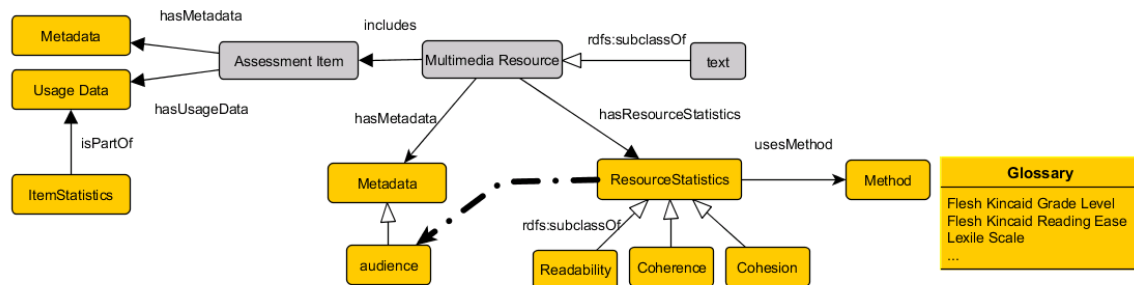 hasMetadata
includes
rdfs:subclassOf
Metadata
Assessment Item
Multimedia Resource
text
Usage Data
hasUsageData
hasMetadata
hasResourceStatistics
isPartOf
usesMethod
ItemStatistics
Metadata
ResourceStatistics
Method
Glossary
Flesh Kincaid Grade Level
Flesh Kincaid Reading Ease
Lexile Scale
...
rdfs:subclassOf
audience
Readability
Coherence
Cohesion